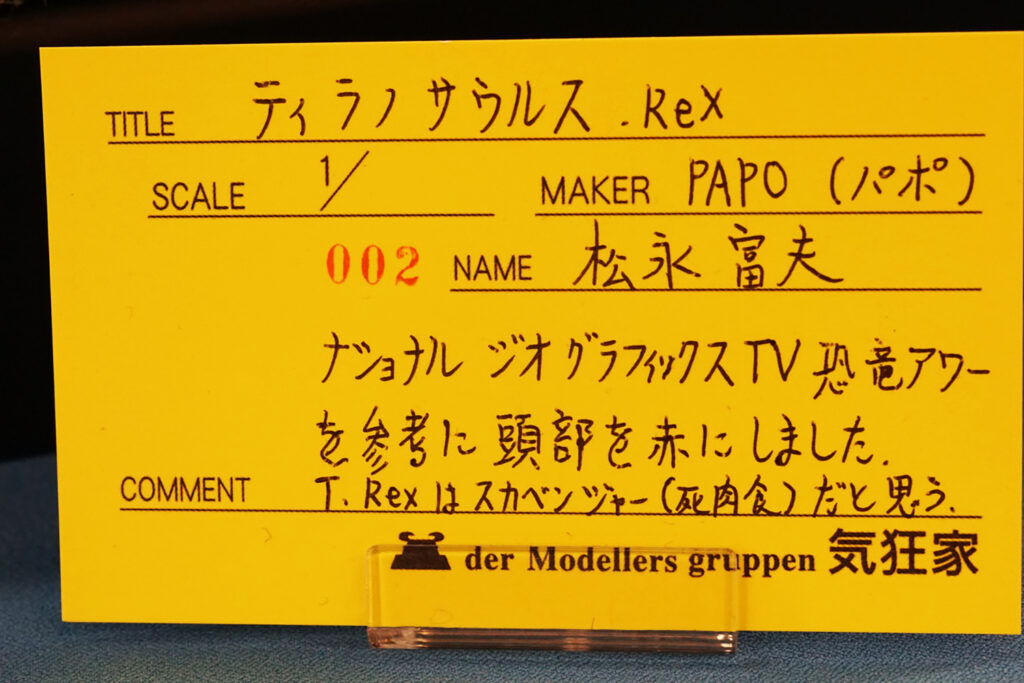 TITLE ティラノサウルス.Rex
SCALE 1/ MAKER PAPO (パポ)
002 NAME 松永富夫
ナショナル ジオグラフィックスTV 恐竜アワー
を参考に頭部を赤にしました.
COMMENT T. Rexはスカベンジャー(死肉食)だと思う.
der Modellers gruppen 気狂家